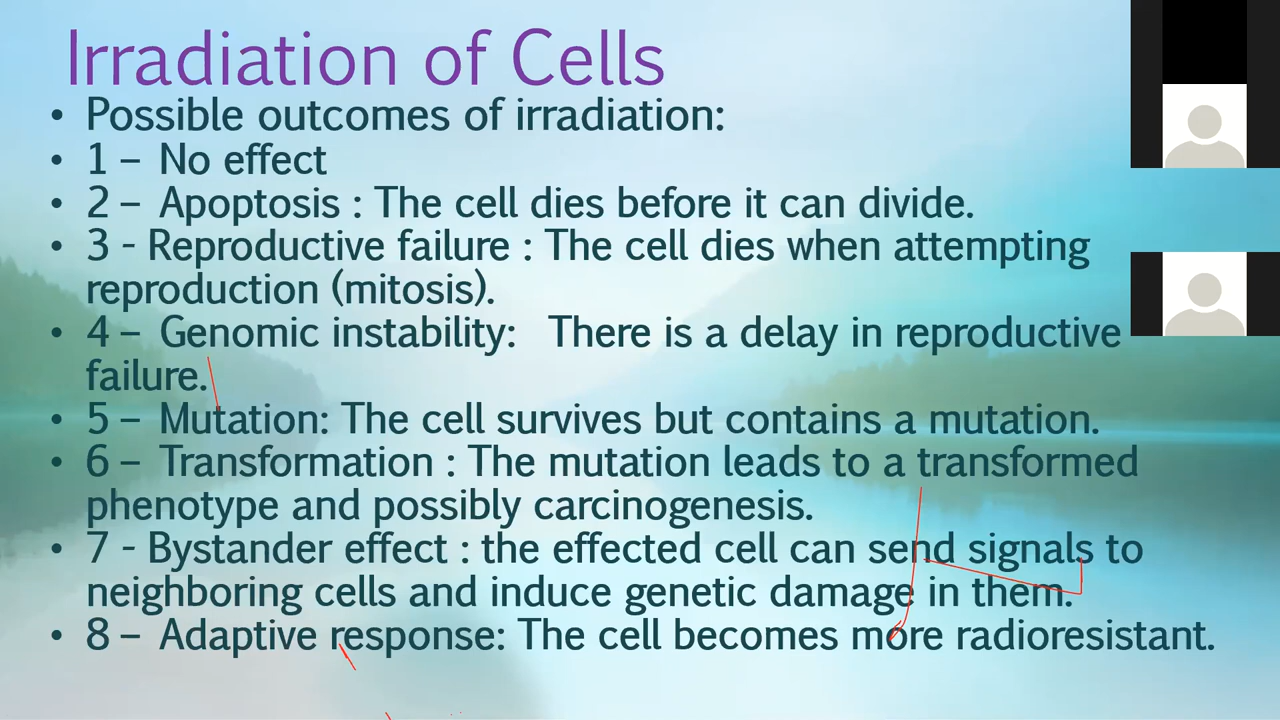 Irradiation of Cells
• Possible outcomes of irradiation:
• 1 – No effect
• 2 – Apoptosis : The cell dies before it can divide.
• 3 - Reproductive failure : The cell dies when attempting
reproduction (mitosis).
• 4 – Genomic instability: There is a delay in reproductive
failure.
• 5 – Mutation: The cell survives but contains a mutation.
• 6 – Transformation : The mutation leads to a transformed
phenotype and possibly carcinogenesis.
• 7 - Bystander effect : the effected cell can send signals to
neighboring cells and induce genetic damage in them.
• 8 – Adaptive response: The cell becomes more radioresistant.